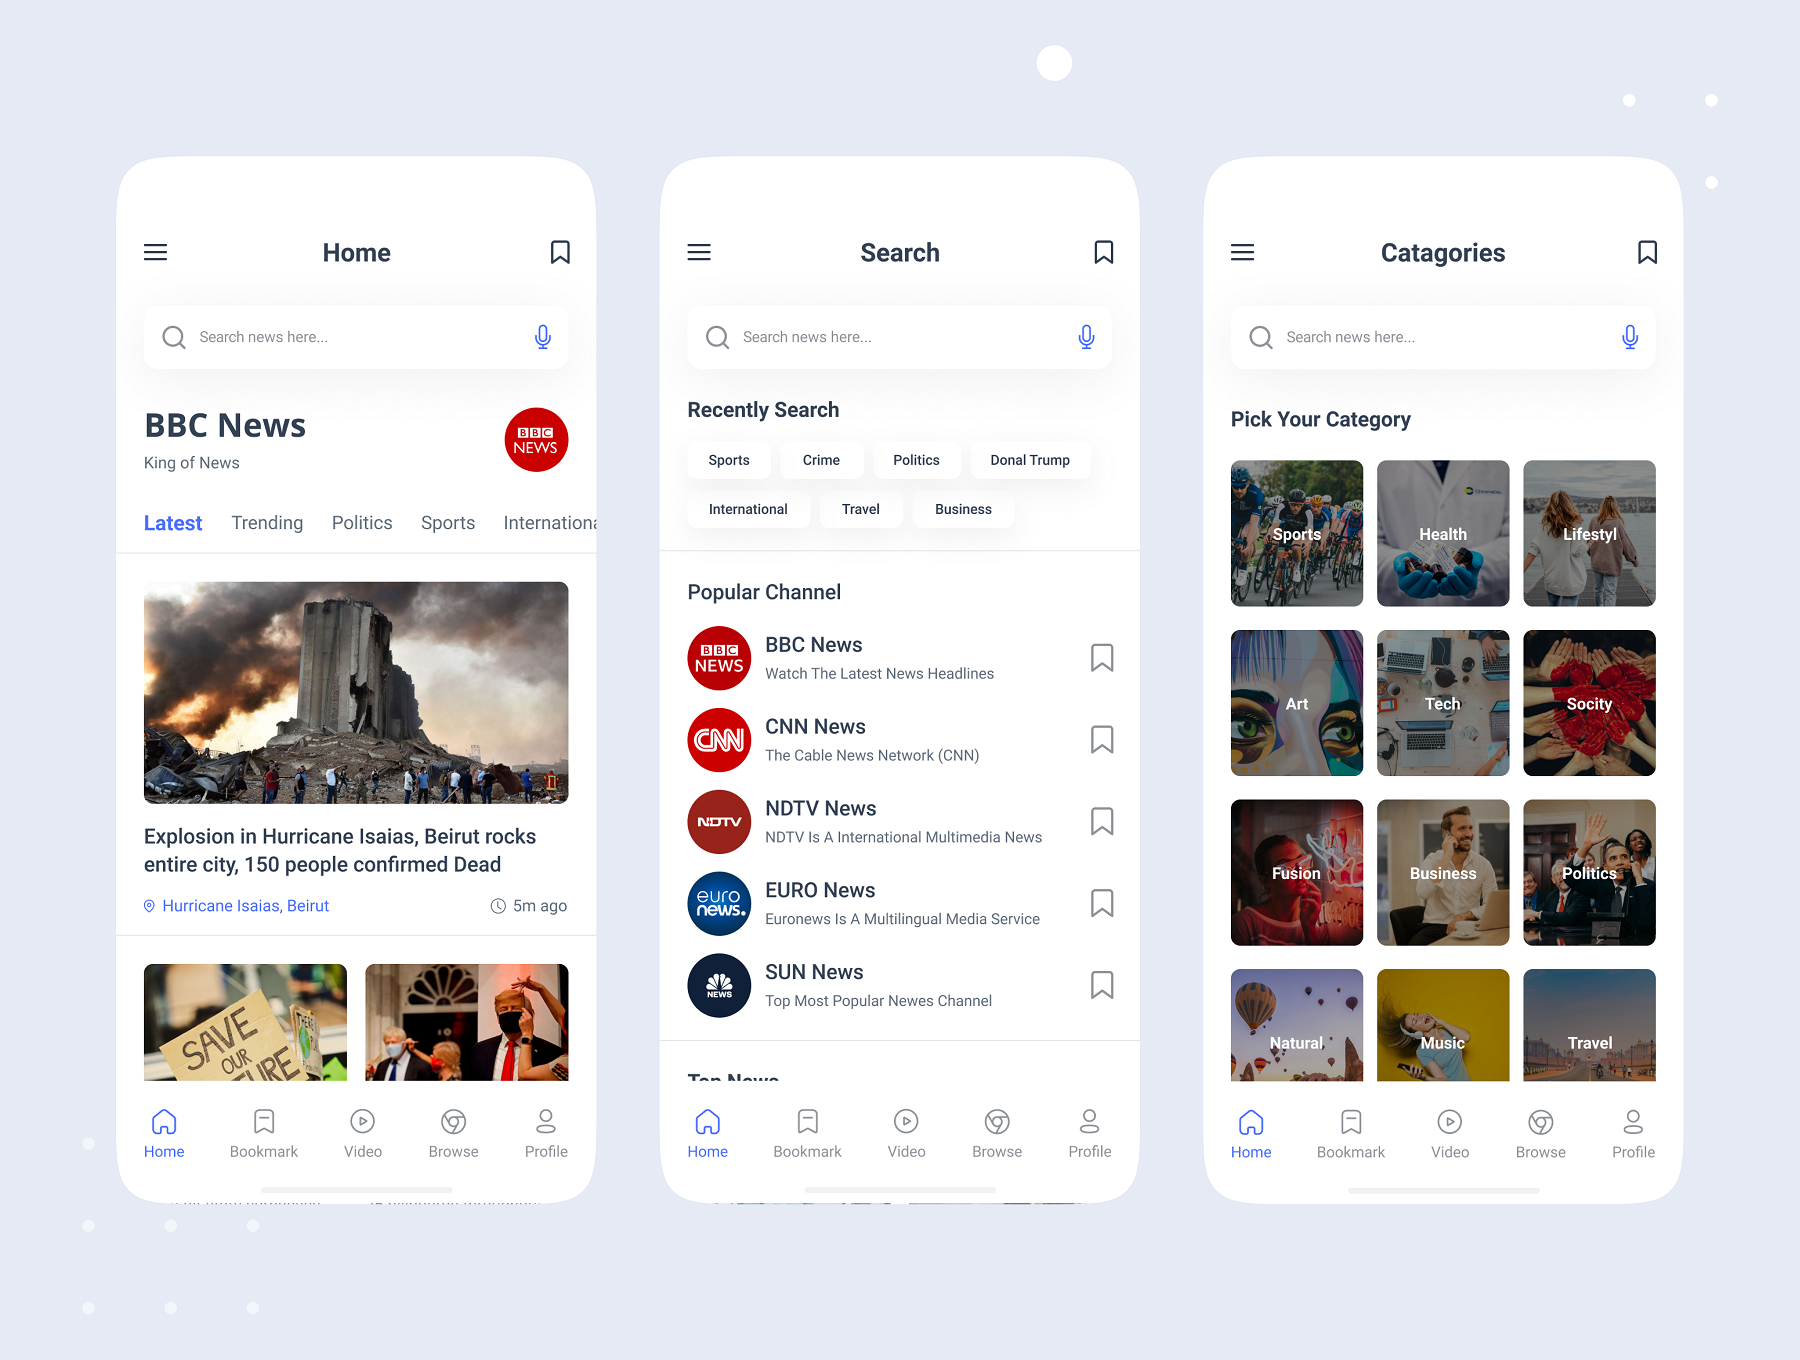 Home
Search news here...
BBC News
King of News
BBC
NEWS
Latest Trending Politics Sports Internationa
Explosion in Hurricane Isaias, Beirut rocks
entire city, 150 people confirmed Dead
Hurricane Isaias, Beirut 5m ago
SAVE
OUR
Home Bookmark Video Browse Profile
Search
Search news here...
Recently Search
Sports Crime Politics Donal Trump
International Travel Business
Popular Channel
BBC
NEWS
BBC News
Watch The Latest News Headlines
CNN
CNN News
The Cable News Network (CNN)
NDTV
NDTV News
NDTV Is A International Multimedia News
euro
news.
EURO News
Euronews Is A Multilingual Media Service
NEWS
SUN News
Top Most Popular Newes Channel
Top News
Home Bookmark Video Browse Profile
Catagories
Search news here...
Pick Your Category
Sports Health Lifestyl
Art Tech Socity
Fusion Business Politics
Natural Music Travel
Home Bookmark Video Browse Profile